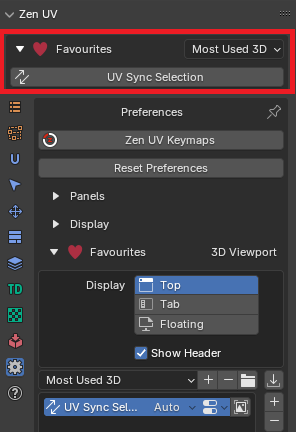 Zen UV
Favourites Most Used 3D
UV Sync Selection
Preferences
Zen UV Keymaps
Reset Preferences
Panels
Display
Favourites 3D Viewport
Display Top
Tab
Floating
Show Header
Most Used 3D
UV Sync Sel... Auto
U
TD